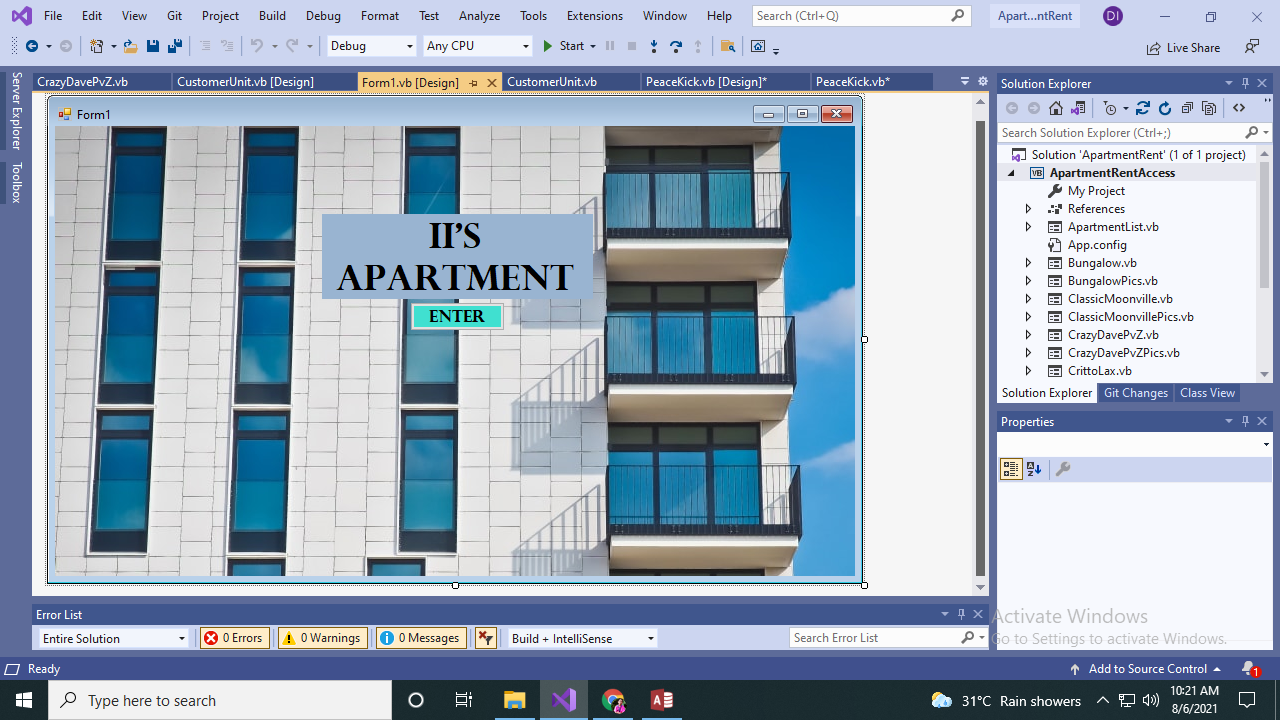 File Edit View Git Project Build Debug Format Test Analyze Tools Extensions Window Help Search (Ctrl+Q) Apart...ntRent DI
Debug Any CPU Start Live Share
Server Explorer
Toolbox
CrazyDavePvZ.vb CustomerUnit.vb [Design] Form1.vb [Design] CustomerUnit.vb PeaceKick.vb [Design]* PeaceKick.vb*
Form1
II'S
APARTMENT
ENTER
Solution Explorer
Search Solution Explorer (Ctrl+;)
Solution 'ApartmentRent' (1 of 1 project)
VB ApartmentRentAccess
My Project
References
ApartmentList.vb
App.config
Bungalow.vb
BungalowPics.vb
ClassicMoonville.vb
ClassicMoonvillePics.vb
CrazyDavePvZ.vb
CrazyDavePvZPics.vb
CrittoLax.vb
Solution Explorer Git Changes Class View
Properties
Error List
Entire Solution 0 Errors 0 Warnings 0 Messages Build + IntelliSense Search Error List
Activate Windows
Go to Settings to activate Windows.
Ready Add to Source Control 1
Type here to search 31°C Rain showers 10:21 AM
8/6/2021